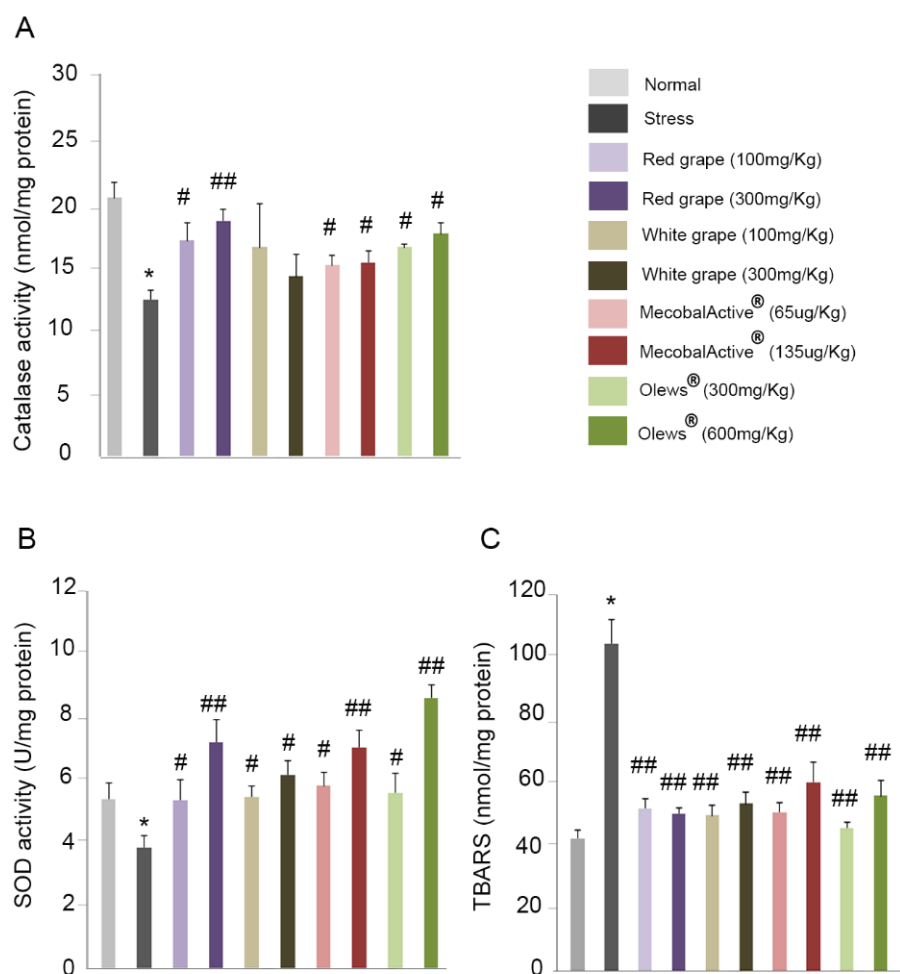 A
30
25
20
15
10
5
0
Catalase activity (nmol/mg protein)
*
#
##
#
#
#
#
Normal
Stress
Red grape (100mg/Kg)
Red grape (300mg/Kg)
White grape (100mg/Kg)
White grape (300mg/Kg)
MecobalActive® (65ug/Kg)
MecobalActive® (135ug/Kg)
Olews® (300mg/Kg)
Olews® (600mg/Kg)
B
12
10
8
6
4
2
0
SOD activity (U/mg protein)
*
#
##
#
#
#
##
#
##
C
120
100
80
60
40
20
0
TBARS (nmol/mg protein)
*
##
##
##
##
##
##
##
##